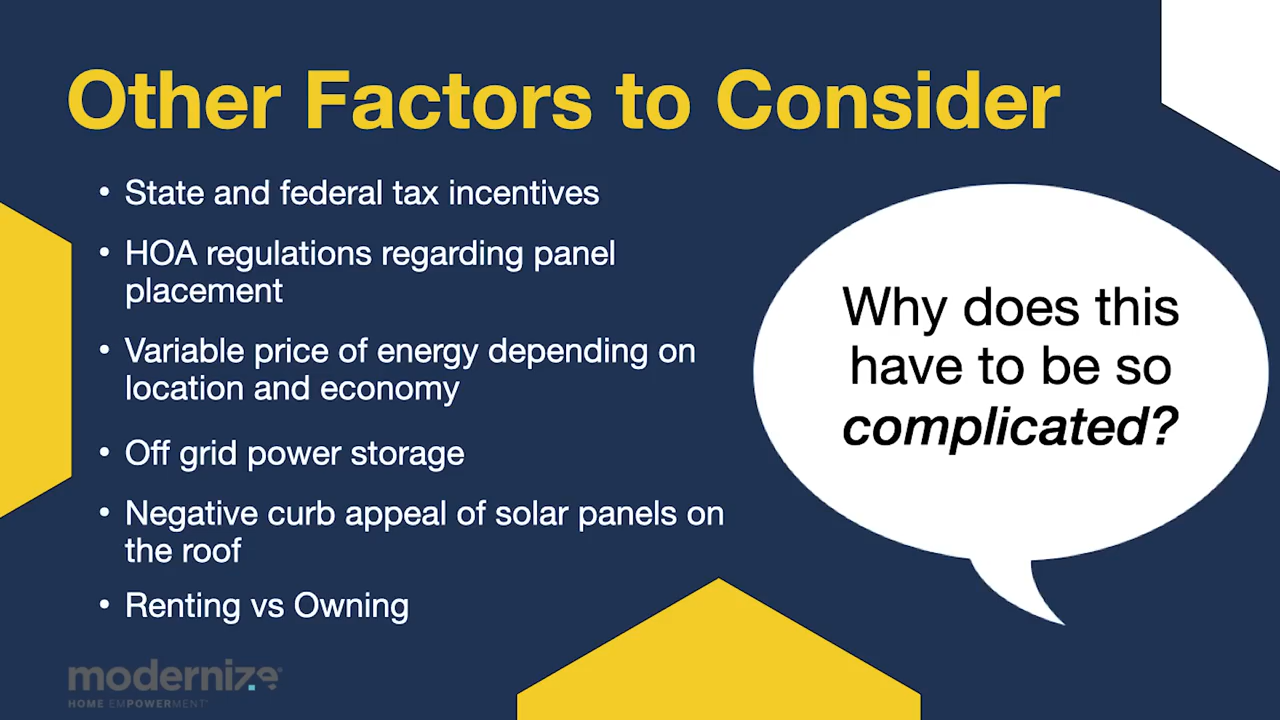 Other Factors to Consider
• State and federal tax incentives
• HOA regulations regarding panel
placement
• Variable price of energy depending on
location and economy
• Off grid power storage
• Negative curb appeal of solar panels on
the roof
• Renting vs Owning
Why does this
have to be so
complicated?
modernize
HOME EMPOWERMENT